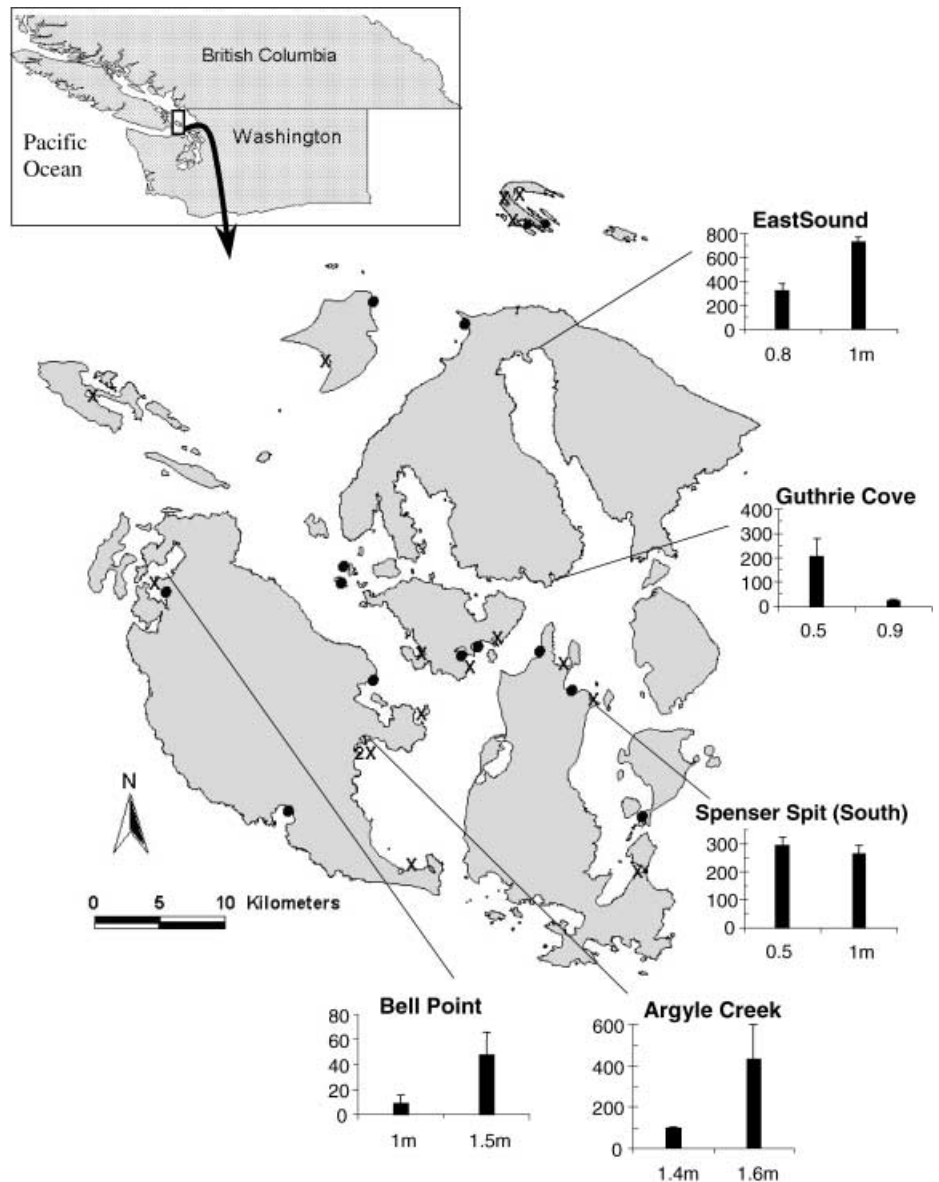 British Columbia
Washington
Pacific
Ocean
EastSound
800
600
400
200
0
0.8 1m
Guthrie Cove
400
300
200
100
0
0.5 0.9
X
X
X
X
X
X
X
X
X
X
X
X
2X
X
X
N
0 5 10 Kilometers
Spenser Spit (South)
300
200
100
0
0.5 1m
Bell Point
80
60
40
20
0
1m 1.5m
Argyle Creek
600
400
200
0
1.4m 1.6m